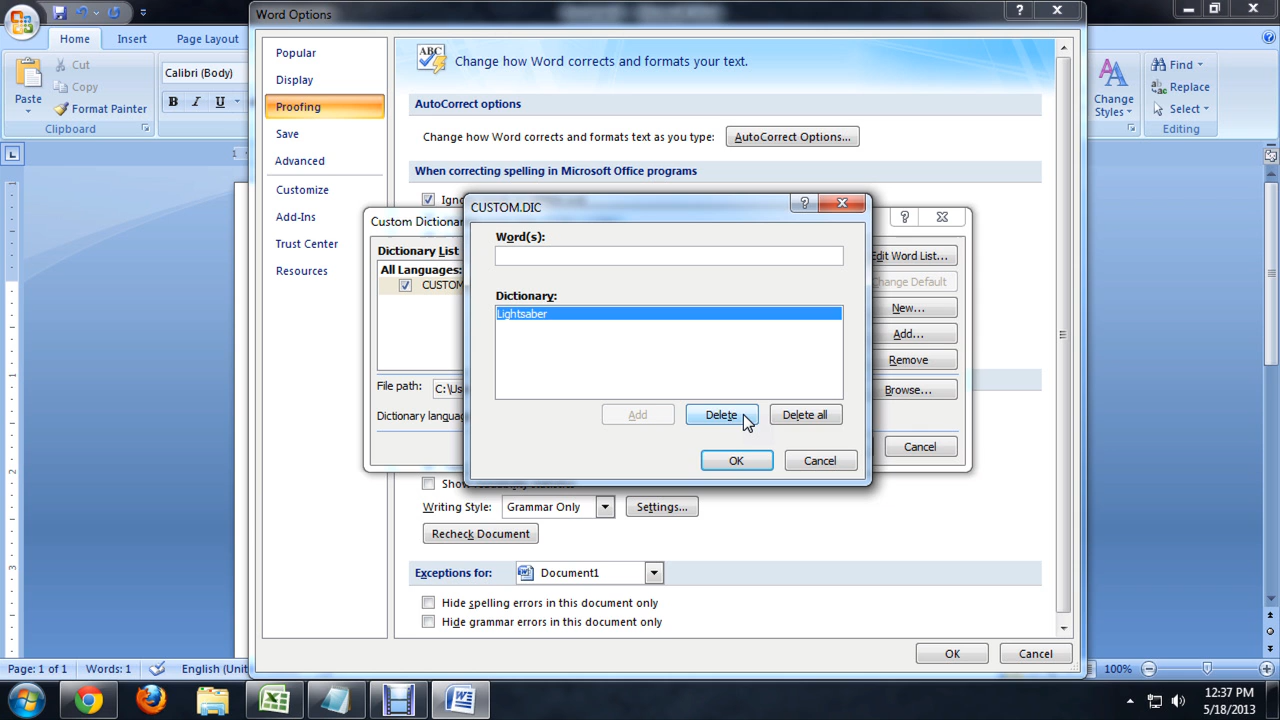 Word Options
Home
Insert
Page Layout
Cut
Copy
Paste
Format Painter
Clipboard
Calibri (Body)
B I U
Find
Replace
Select
Change
Styles
Editing
Popular
Display
Proofing
Save
Advanced
Customize
Add-Ins
Trust Center
Resources
ABC
Change how Word corrects and formats your text.
AutoCorrect options
Change how Word corrects and formats text as you type:
AutoCorrect Options...
When correcting spelling in Microsoft Office programs
Custom Dictionar
Dictionary List
All Languages:
CUSTOM
File path:
C:\Us
Dictionary languag
Edit Word List...
Change Default
New...
Add...
Remove
Browse...
Cancel
CUSTOM.DIC
Word(s):
Dictionary:
Lightsaber
Add
Delete
Delete all
OK
Cancel
Writing Style:
Grammar Only
Settings...
Recheck Document
Exceptions for:
Document1
Hide spelling errors in this document only
Hide grammar errors in this document only
OK
Cancel
Page: 1 of 1
Words: 1
English (Unit
100%
12:37 PM
5/18/2013